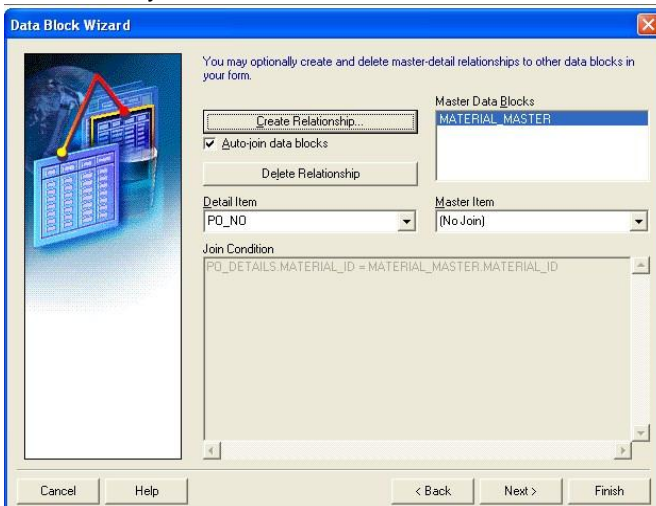 Data Block Wizard
You may optionally create and delete master-detail relationships to other data blocks in
your form.
Create Relationship...
Auto-join data blocks
Delete Relationship
Master Data Blocks
MATERIAL_MASTER
Detail Item
PO_NO
Master Item
(No Join)
Join Condition
PO_DETAILS.MATERIAL_ID = MATERIAL_MASTER.MATERIAL_ID
Cancel
Help
< Back
Next >
Finish